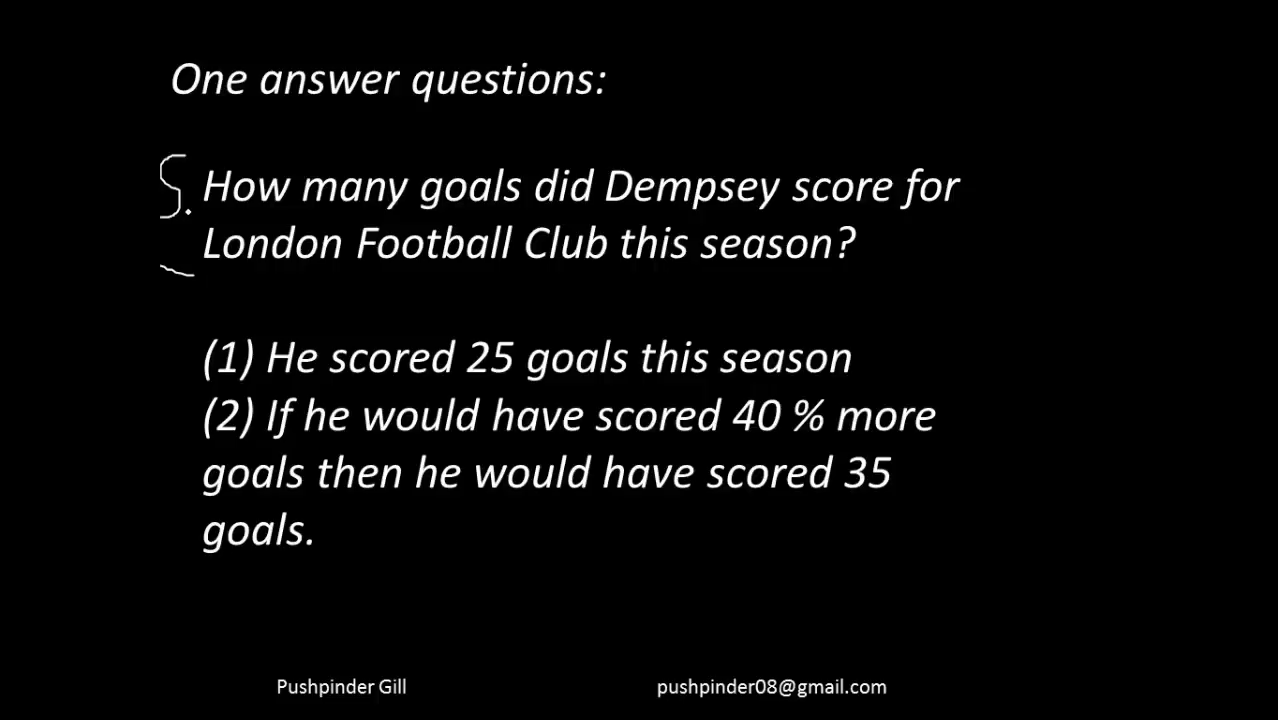 One answer questions:
5. How many goals did Dempsey score for
London Football Club this season?
(1) He scored 25 goals this season
(2) If he would have scored 40 % more
goals then he would have scored 35
goals.
Pushpinder Gill pushpinder08@gmail.com